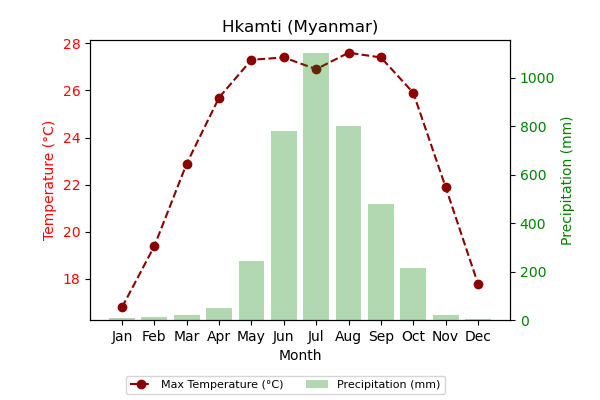 Hkamti (Myanmar)
28
26
24
22
20
18
Temperature (°C)
1000
800
600
400
200
0
Precipitation (mm)
Jan Feb Mar Apr May Jun Jul Aug Sep Oct Nov Dec
Month
Max Temperature (°C) Precipitation (mm)